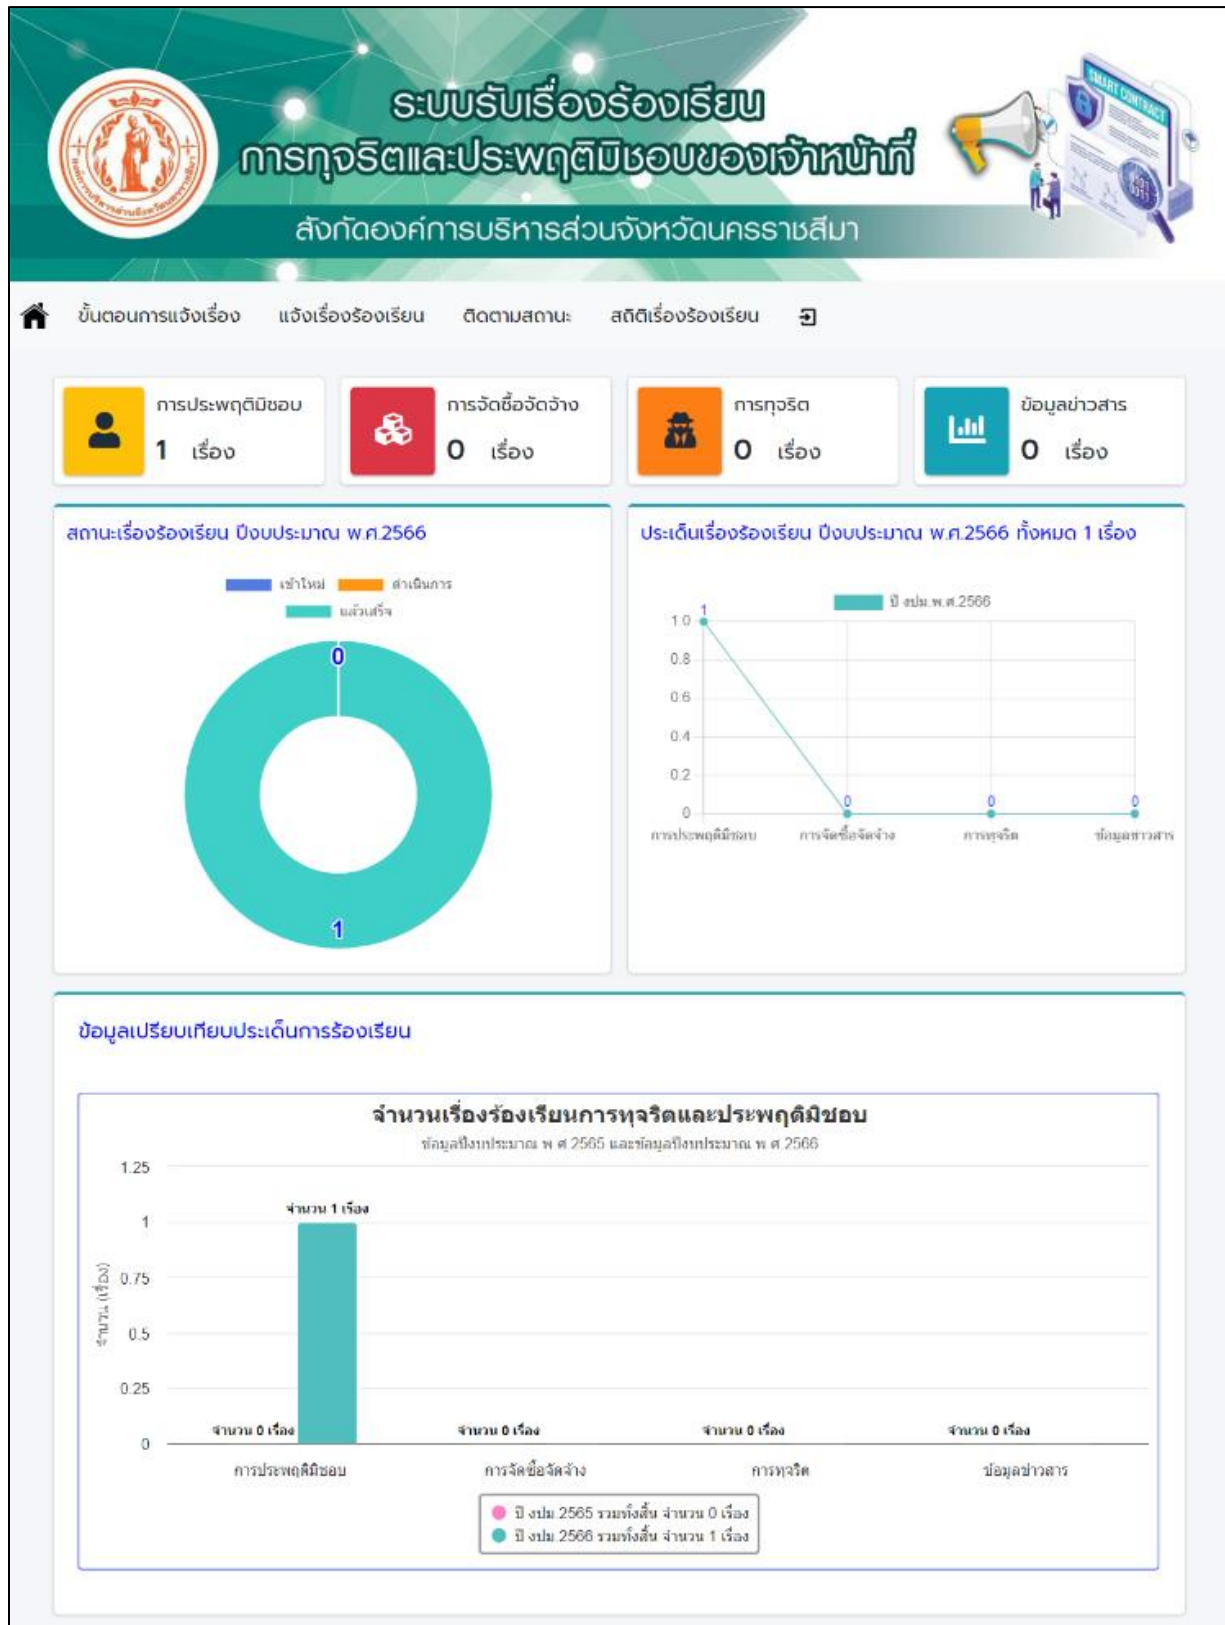 ระบบรับเรื่องร้องเรียน
การทุจริตและประพฤติมิชอบของเจ้าหน้าที่
สังกัดองค์การบริหารส่วนจังหวัดนครราชสีมา
SMART CONTRACT
ขั้นตอนการแจ้งเรื่อง แจ้งเรื่องร้องเรียน ติดตามสถานะ สถิติเรื่องร้องเรียน
การประพฤติมิชอบ
1 เรื่อง
การจัดซื้อจัดจ้าง
0 เรื่อง
การทุจริต
0 เรื่อง
ข้อมูลข่าวสาร
0 เรื่อง
สถานะเรื่องร้องเรียน ปีงบประมาณ พ.ศ.2566
เข้าใหม่ ดำเนินการ
แล้วเสร็จ
0
1
ประเด็นเรื่องร้องเรียน ปีงบประมาณ พ.ศ.2566 ทั้งหมด 1 เรื่อง
ปี งปม.พ.ศ.2566
1
1.0
0.8
0.6
0.4
0.2
0 0 0
0
การประพฤติมิชอบ การจัดซื้อจัดจ้าง การทุจริต ข้อมูลข่าวสาร
ข้อมูลเปรียบเทียบประเด็นการร้องเรียน
จำนวนเรื่องร้องเรียนการทุจริตและประพฤติมิชอบ
ข้อมูลปีงบประมาณ พ.ศ.2565 และข้อมูลปีงบประมาณ พ.ศ.2566
จำนวน (เรื่อง)
1.25
จำนวน 1 เรื่อง
1
0.75
0.5
0.25
จำนวน 0 เรื่อง จำนวน 0 เรื่อง จำนวน 0 เรื่อง จำนวน 0 เรื่อง
0
การประพฤติมิชอบ การจัดซื้อจัดจ้าง การทุจริต ข้อมูลข่าวสาร
ปี งปม.2565 รวมทั้งสิ้น จำนวน 0 เรื่อง
ปี งปม.2566 รวมทั้งสิ้น จำนวน 1 เรื่อง